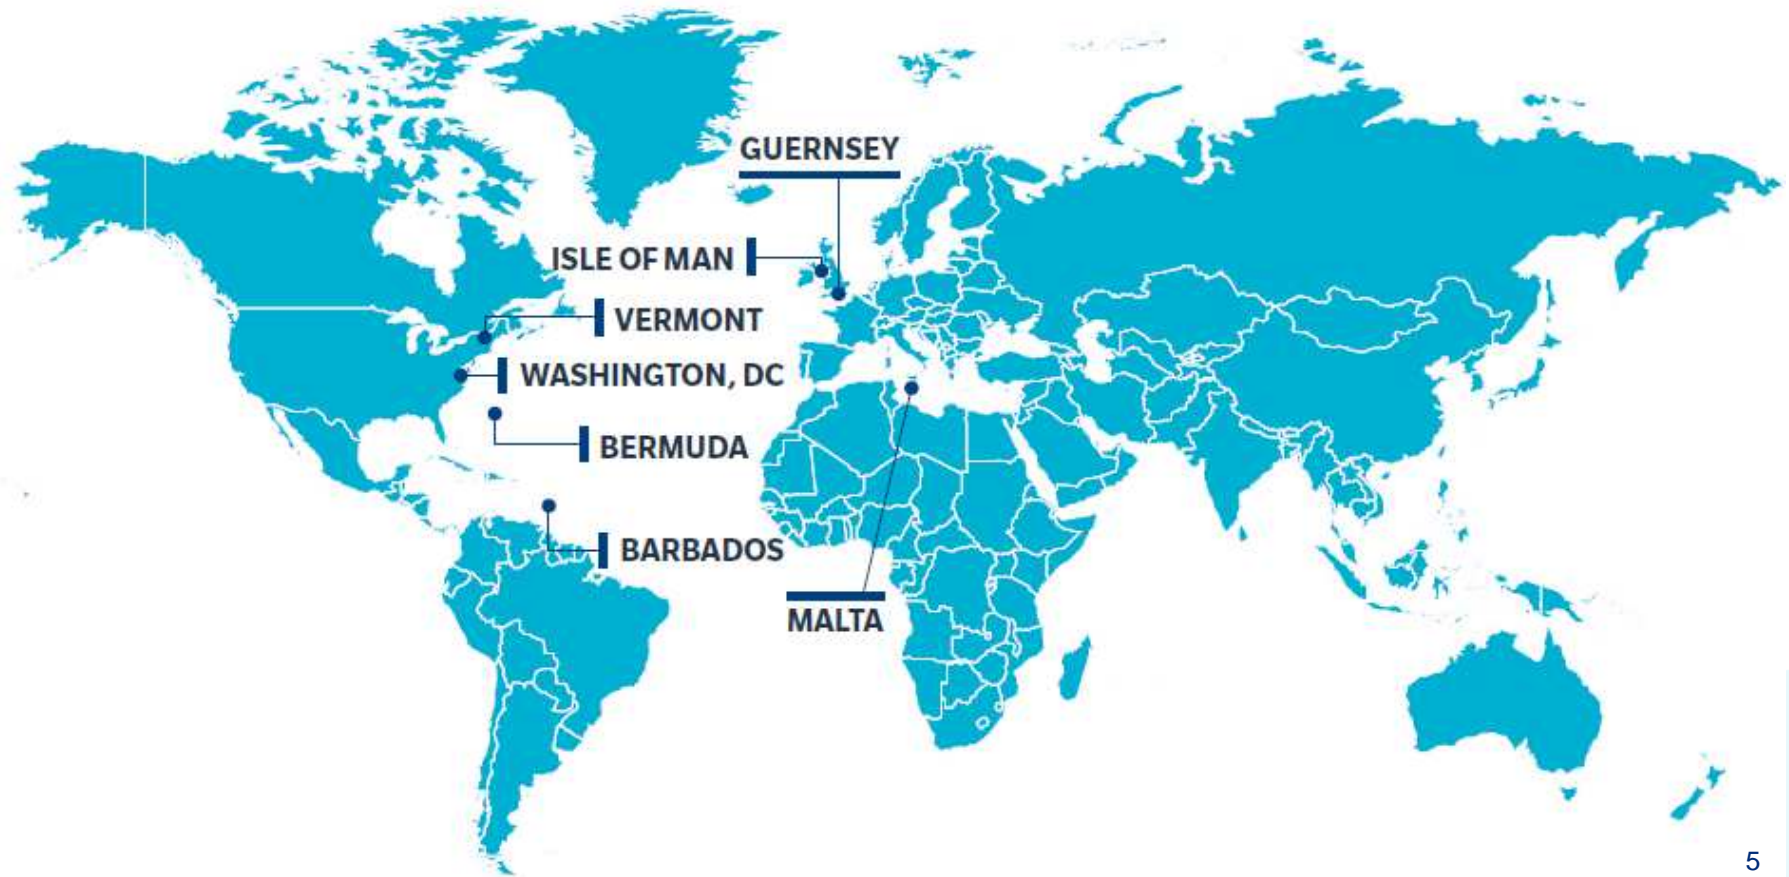 GUERNSEY
ISLE OF MAN
VERMONT
WASHINGTON, DC
BERMUDA
BARBADOS
MALTA
5